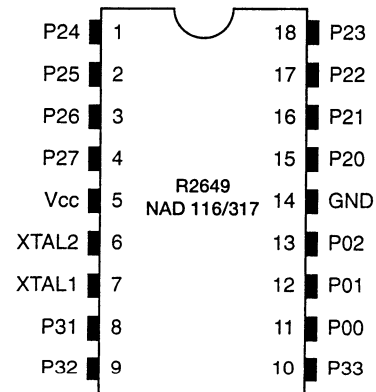 P24 1 18 P23
P25 2 17 P22
P26 3 16 P21
P27 4 15 P20
R2649
Vcc 5 14 GND
NAD 116/317
XTAL2 6 13 P02
XTAL1 7 12 P01
P31 8 11 P00
P32 9 10 P33